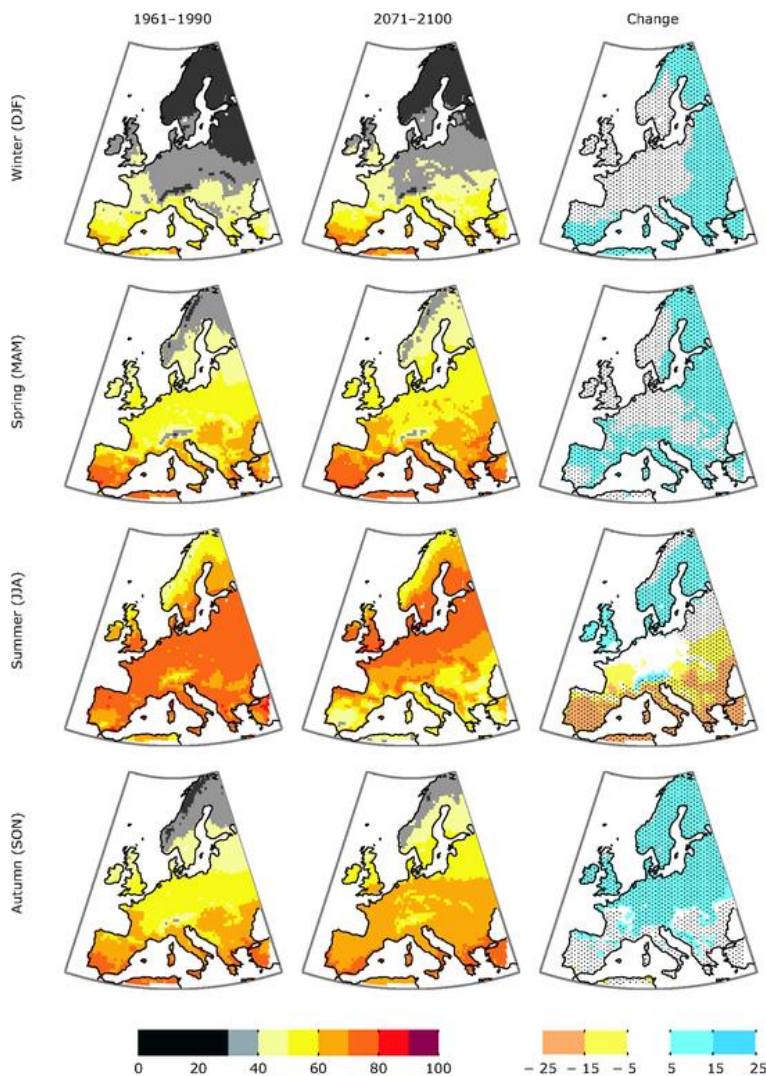 1961–1990 2071–2100 Change
Winter (DJF)
Spring (MAM)
Summer (JJA)
Autumn (SON)
0 20 40 60 80 100 − 25 − 15 − 5 5 15 25